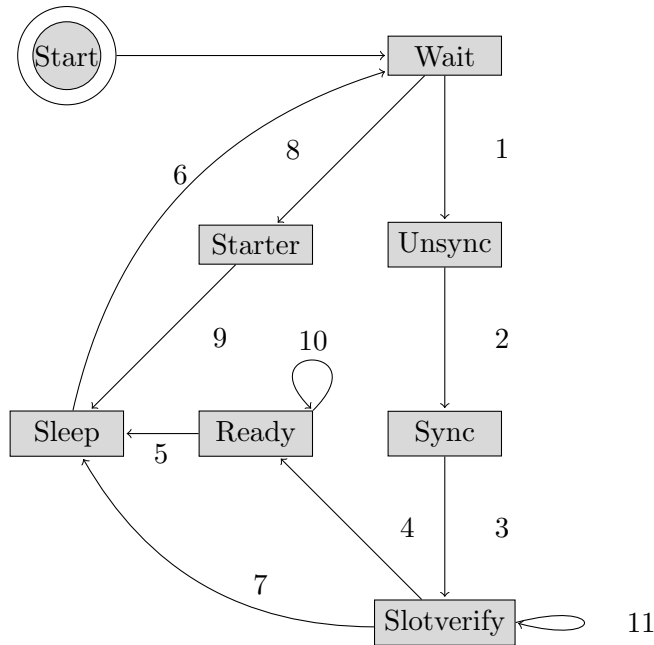 Start
Wait
8
1
6
Starter
Unsync
9
10
2
Sleep
5
Ready
Sync
4
3
7
Slotverify
11